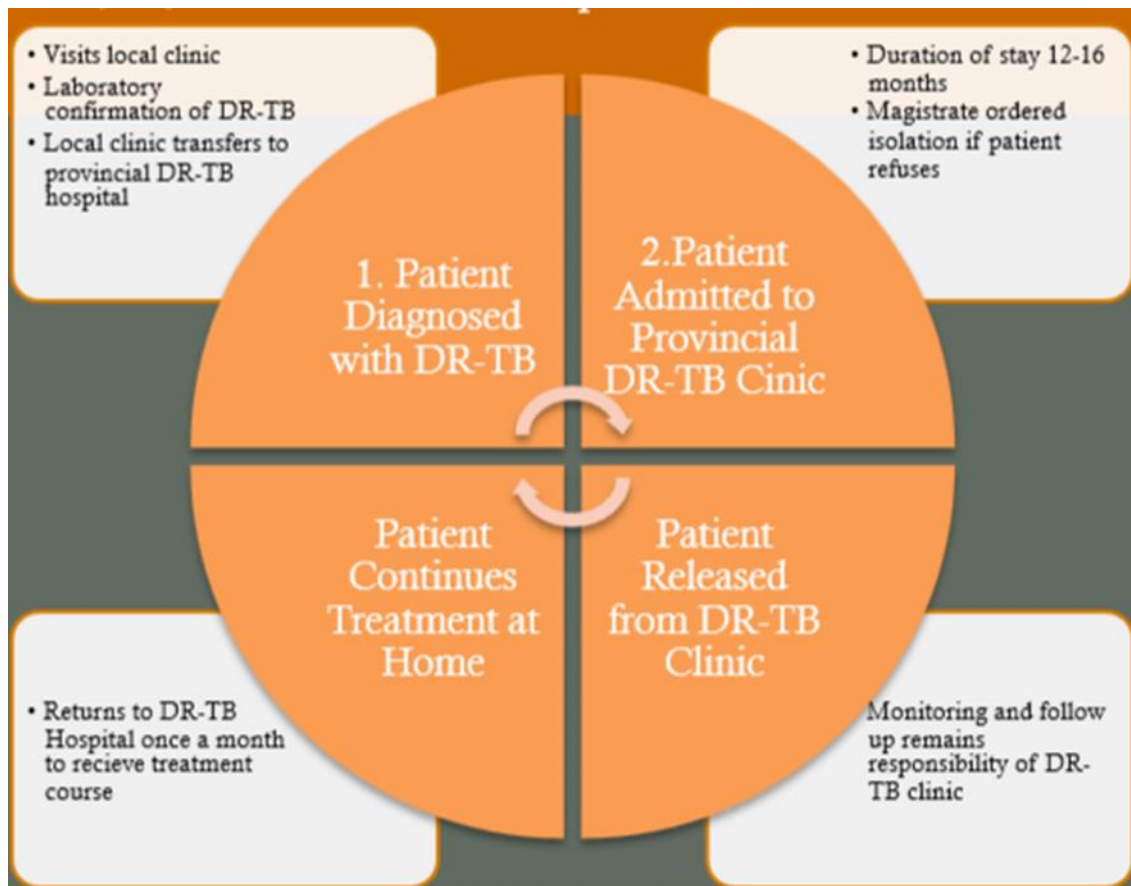 • Visits local clinic
• Laboratory
confirmation of DR-TB
• Local clinic transfers to
provincial DR-TB
hospital
• Duration of stay 12-16
months
• Magistrate ordered
isolation if patient
refuses
1. Patient
Diagnosed
with DR-TB
2.Patient
Admitted to
Provincial
DR-TB Cinic
Patient
Continues
Treatment at
Home
Patient
Released
from DR-TB
Clinic
• Returns to DR-TB
Hospital once a month
to recieve treatment
course
Monitoring and follow
up remains
responsibility of DR-
TB clinic